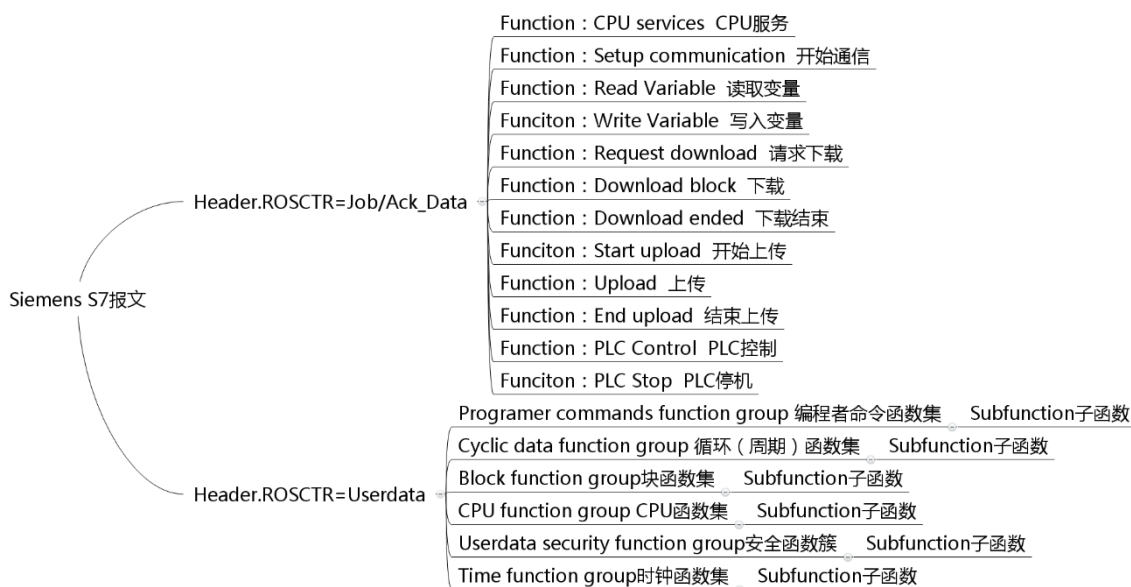 Function：CPU services  CPU服务
Function：Setup communication  开始通信
Function：Read Variable  读取变量
Funciton：Write Variable  写入变量
Function：Request download  请求下载
Function：Download block  下载
Function：Download ended  下载结束
Funciton：Start upload  开始上传
Function：Upload  上传
Function：End upload  结束上传
Function：PLC Control  PLC控制
Funciton：PLC Stop  PLC停机
Header.ROSCTR=Job/Ack_Data
Siemens S7报文
Header.ROSCTR=Userdata
Programer commands function group 编程者命令函数集  Subfunction子函数
Cyclic data function group 循环（周期）函数集  Subfunction子函数
Block function group块函数集  Subfunction子函数
CPU function group CPU函数集  Subfunction子函数
Userdata security function group安全函数簇  Subfunction子函数
Time function group时钟函数集  Subfunction子函数